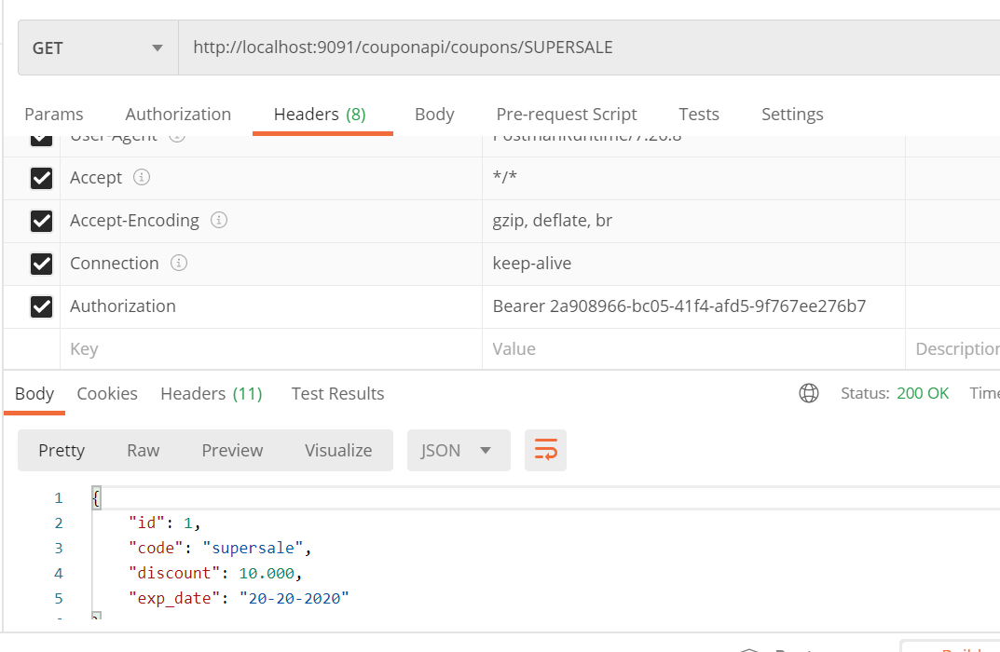 GET http://localhost:9091/couponapi/coupons/SUPERSALE
Params Authorization Headers (8) Body Pre-request Script Tests Settings
User-Agent PostmanRuntime/7.26.8
Accept */*
Accept-Encoding gzip, deflate, br
Connection keep-alive
Authorization Bearer 2a908966-bc05-41f4-afd5-9f767ee276b7
Key Value Description
Body Cookies Headers (11) Test Results Status: 200 OK Time
Pretty Raw Preview Visualize JSON
1 {
2 "id": 1,
3 "code": "supersale",
4 "discount": 10.000,
5 "exp_date": "20-20-2020"